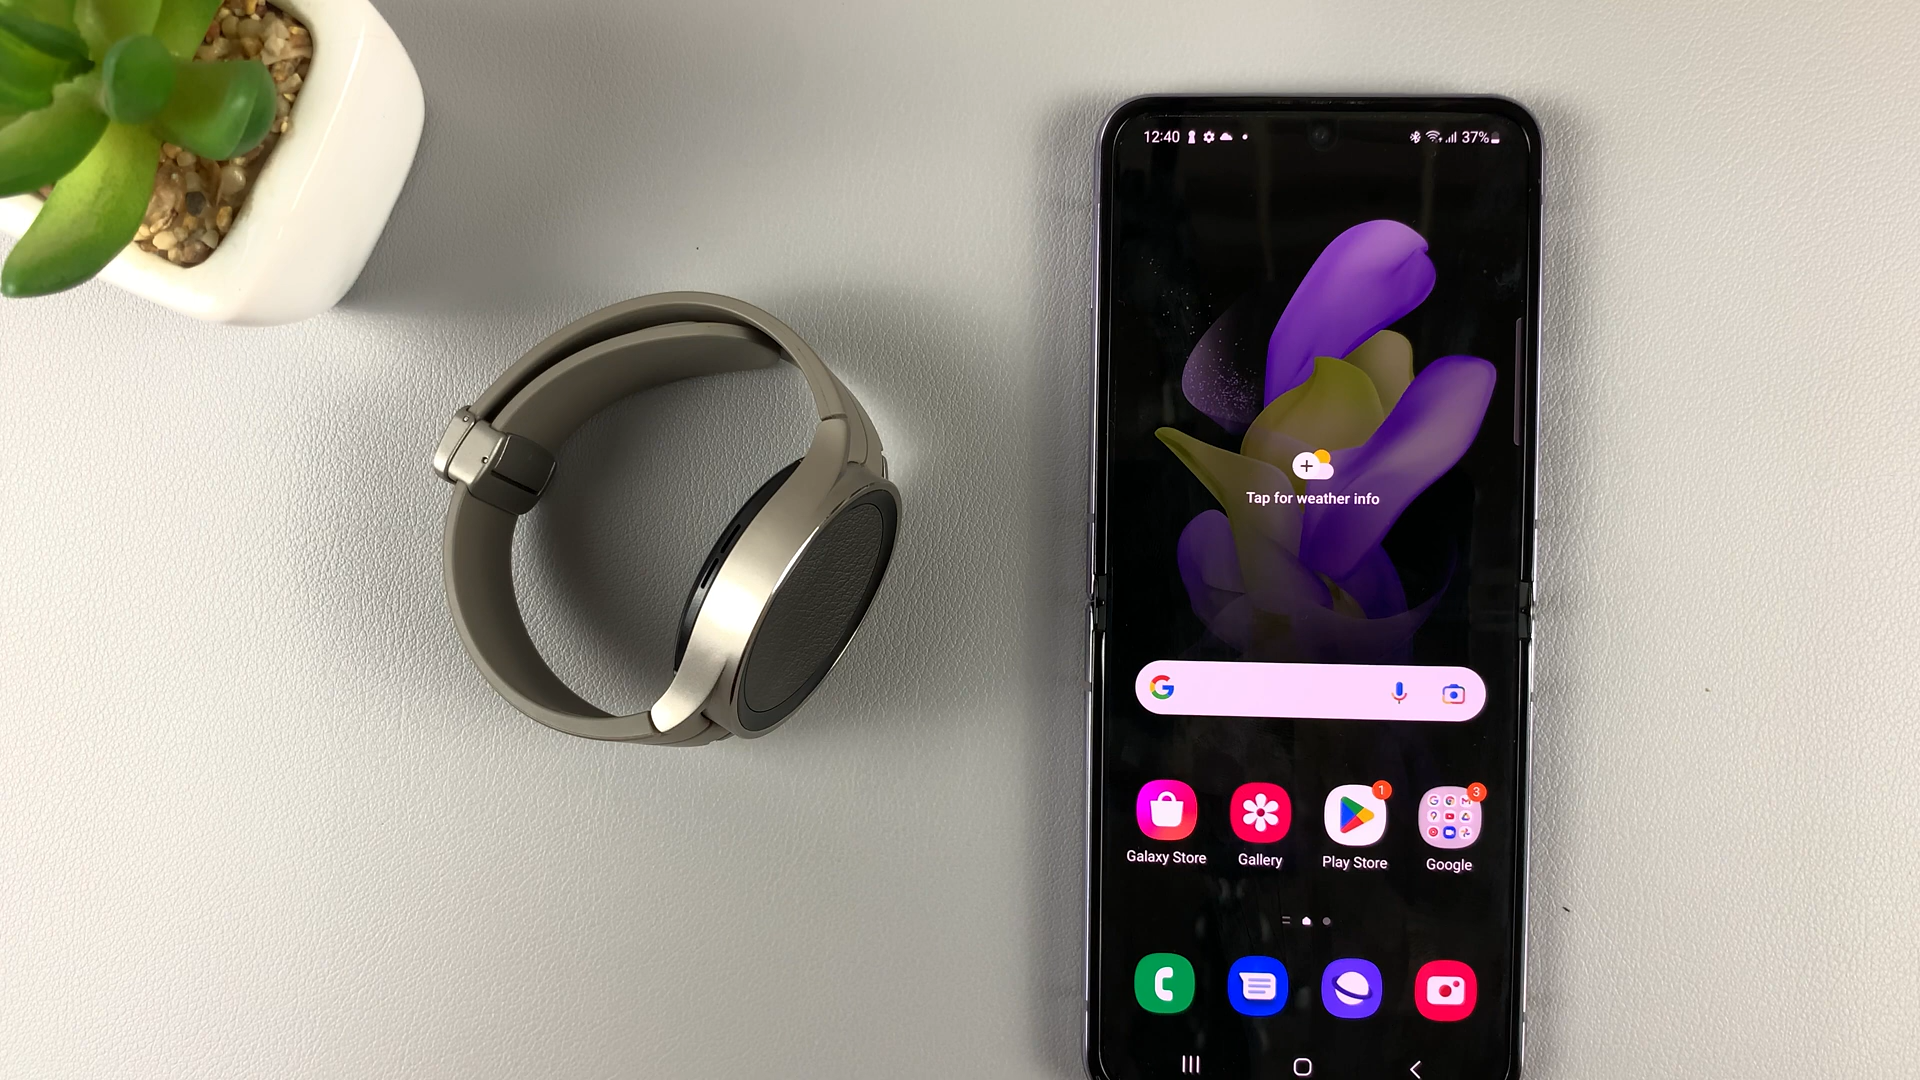 12:40 37%
Tap for weather info
G
1 3
Galaxy Store Gallery Play Store Google